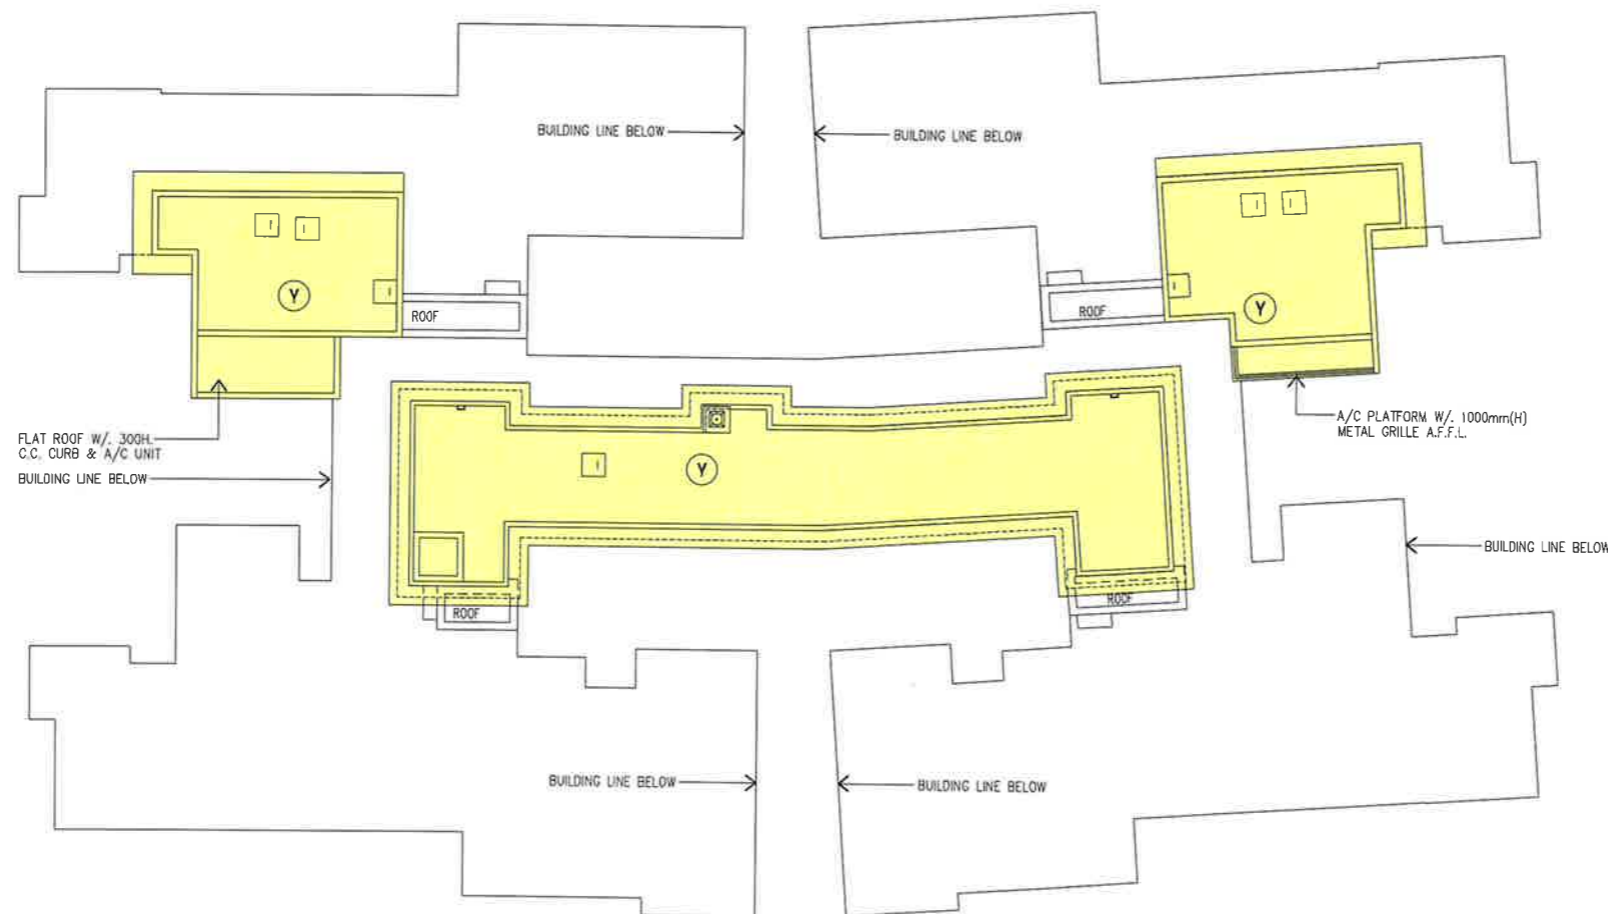 BUILDING LINE BELOW
BUILDING LINE BELOW
Y
ROOF
ROOF
Y
FLAT ROOF W/. 300H.
C.C. CURB & A/C UNIT
BUILDING LINE BELOW
A/C PLATFORM W/. 1000mm(H)
METAL GRILLE A.F.F.L.
Y
BUILDING LINE BELOW
ROOF
ROOF
BUILDING LINE BELOW
BUILDING LINE BELOW